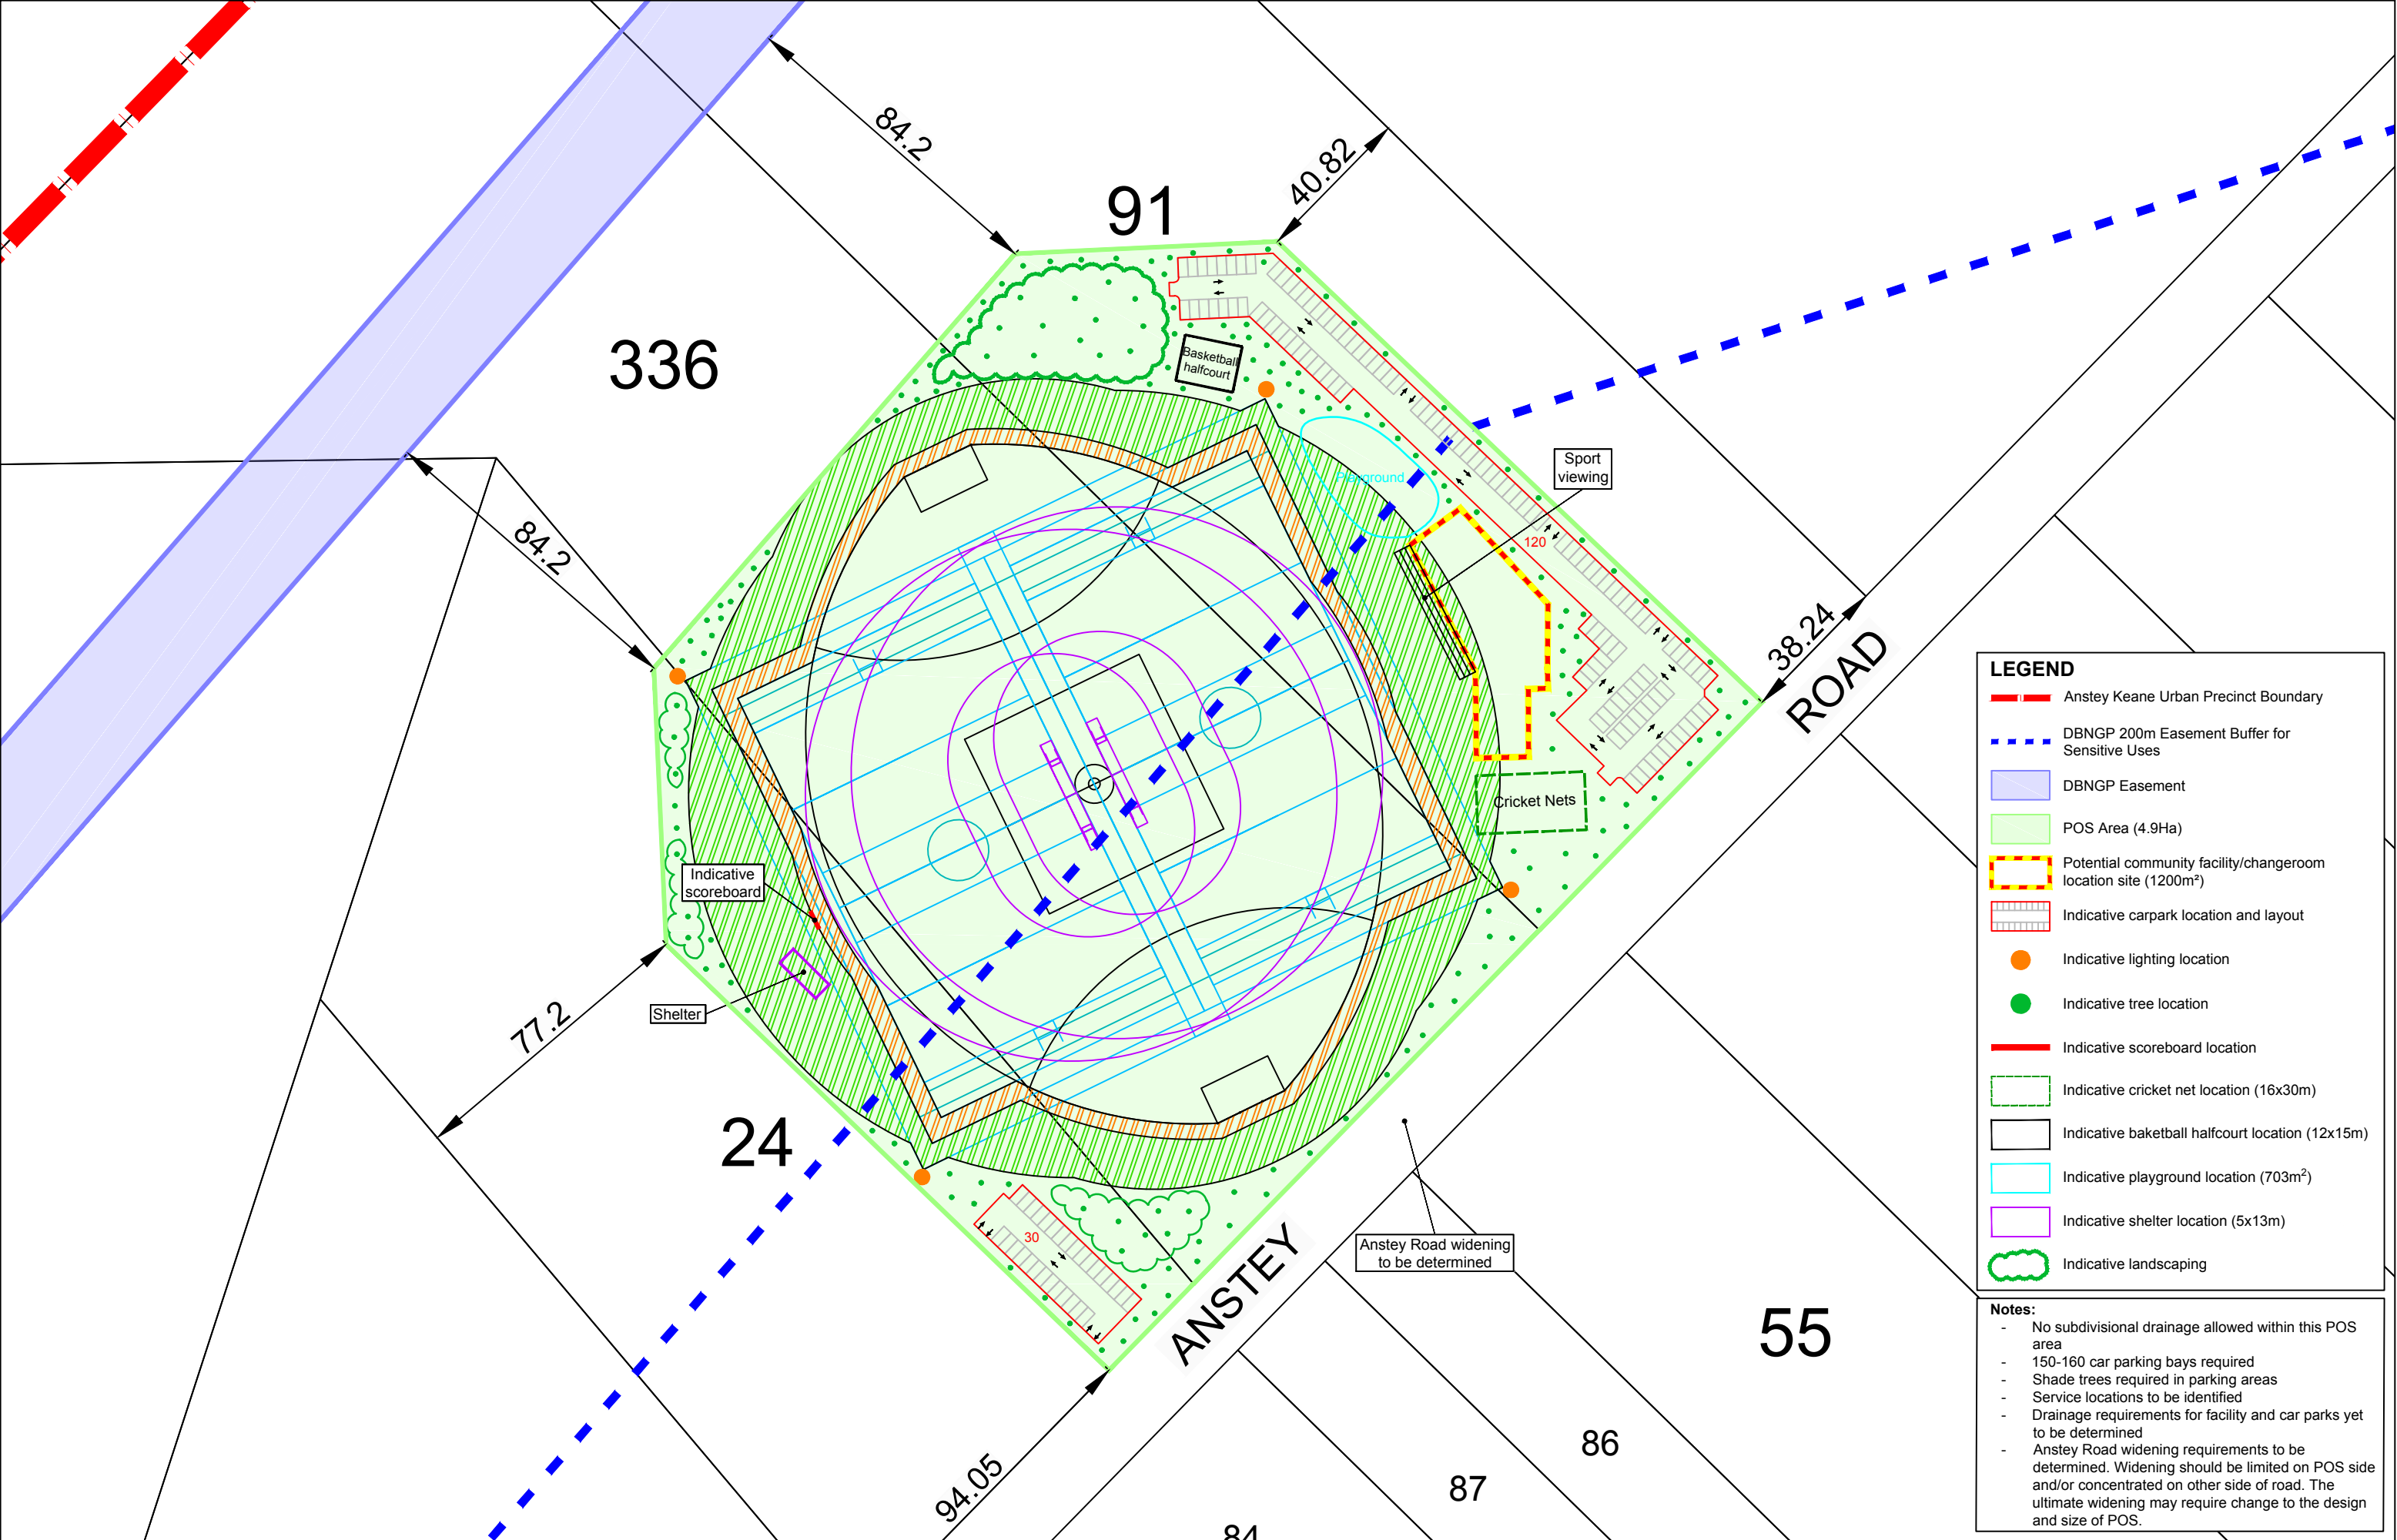 84.2
40.82
91
336
Basketball
halfcourt
Playground
Sport
viewing
120
84.2
38.24
ROAD
Cricket Nets
Indicative
scoreboard
Shelter
77.2
24
30
Anstey Road widening
to be determined
ANSTEY
55
94.05
86
87
84
LEGEND
Anstey Keane Urban Precinct Boundary
DBNGP 200m Easement Buffer for
Sensitive Uses
DBNGP Easement
POS Area (4.9Ha)
Potential community facility/changeroom
location site (1200m²)
Indicative carpark location and layout
Indicative lighting location
Indicative tree location
Indicative scoreboard location
Indicative cricket net location (16x30m)
Indicative baketball halfcourt location (12x15m)
Indicative playground location (703m²)
Indicative shelter location (5x13m)
Indicative landscaping
Notes:
- No subdivisional drainage allowed within this POS
area
- 150-160 car parking bays required
- Shade trees required in parking areas
- Service locations to be identified
- Drainage requirements for facility and car parks yet
to be determined
- Anstey Road widening requirements to be
determined. Widening should be limited on POS side
and/or concentrated on other side of road. The
ultimate widening may require change to the design
and size of POS.